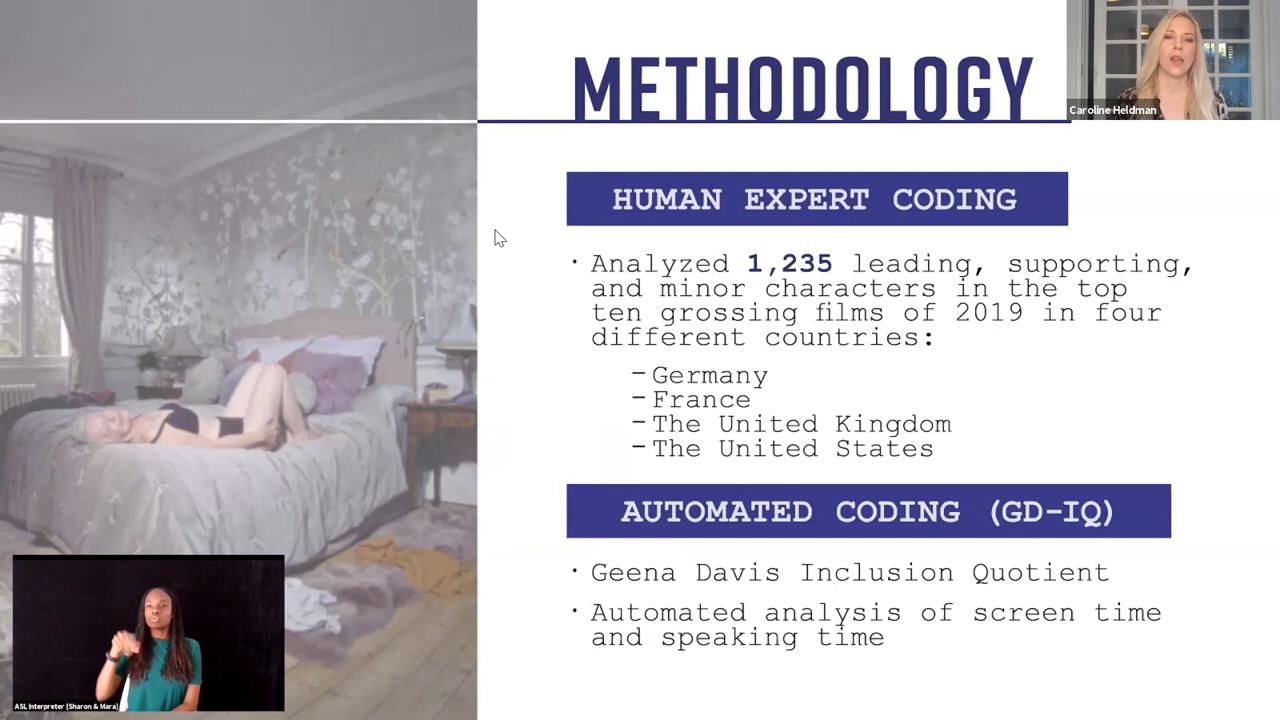 METHODOLOGY
Caroline Heldman
HUMAN EXPERT CODING
· Analyzed 1,235 leading, supporting,
and minor characters in the top
ten grossing films of 2019 in four
different countries:
– Germany
– France
– The United Kingdom
– The United States
AUTOMATED CODING (GD-IQ)
· Geena Davis Inclusion Quotient
· Automated analysis of screen time
and speaking time
ASL Interpreter (Sharon & Mara)